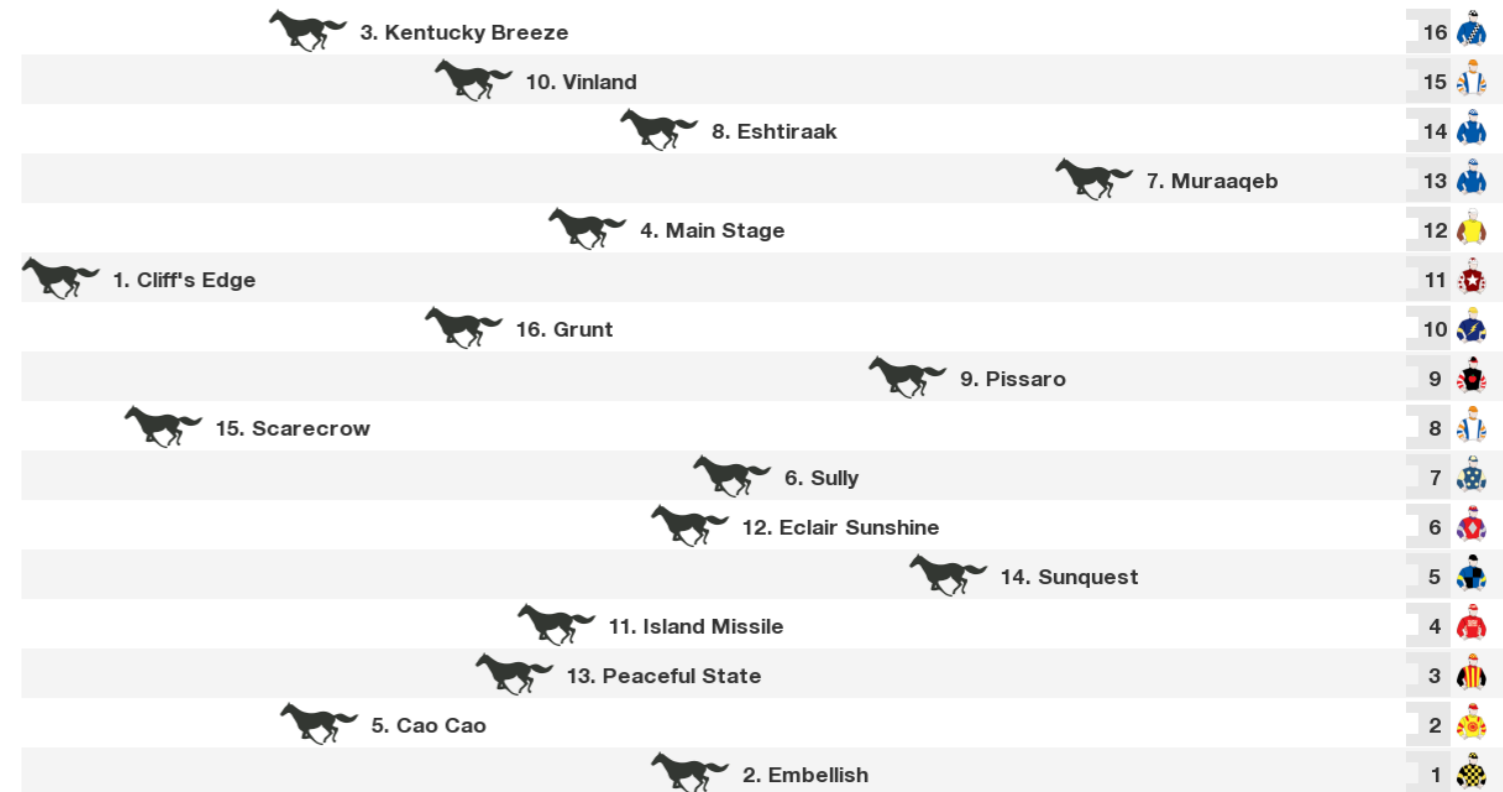 3. Kentucky Breeze 16
10. Vinland 15
8. Eshtiraak 14
7. Muraaqeb 13
4. Main Stage 12
1. Cliff's Edge 11
16. Grunt 10
9. Pissaro 9
15. Scarecrow 8
6. Sully 7
12. Eclair Sunshine 6
14. Sunquest 5
11. Island Missile 4
13. Peaceful State 3
5. Cao Cao 2
2. Embellish 1